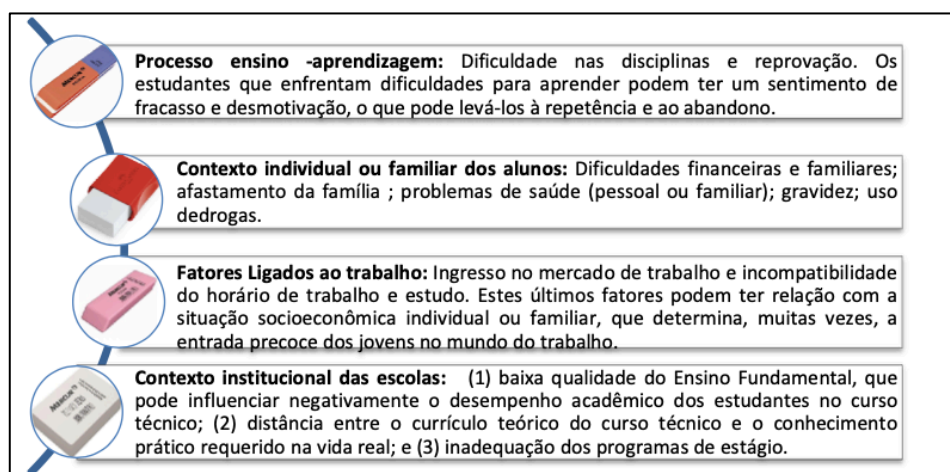 Processo ensino -aprendizagem: Dificuldade nas disciplinas e reprovação. Os
estudantes que enfrentam dificuldades para aprender podem ter um sentimento de
fracasso e desmotivação, o que pode levá-los à repetência e ao abandono.
Contexto individual ou familiar dos alunos: Dificuldades financeiras e familiares;
afastamento da família ; problemas de saúde (pessoal ou familiar); gravidez; uso
dedrogas.
Fatores Ligados ao trabalho: Ingresso no mercado de trabalho e incompatibilidade
do horário de trabalho e estudo. Estes últimos fatores podem ter relação com a
situação socioeconômica individual ou familiar, que determina, muitas vezes, a
entrada precoce dos jovens no mundo do trabalho.
Contexto institucional das escolas: (1) baixa qualidade do Ensino Fundamental, que
pode influenciar negativamente o desempenho acadêmico dos estudantes no curso
técnico; (2) distância entre o currículo teórico do curso técnico e o conhecimento
prático requerido na vida real; e (3) inadequação dos programas de estágio.